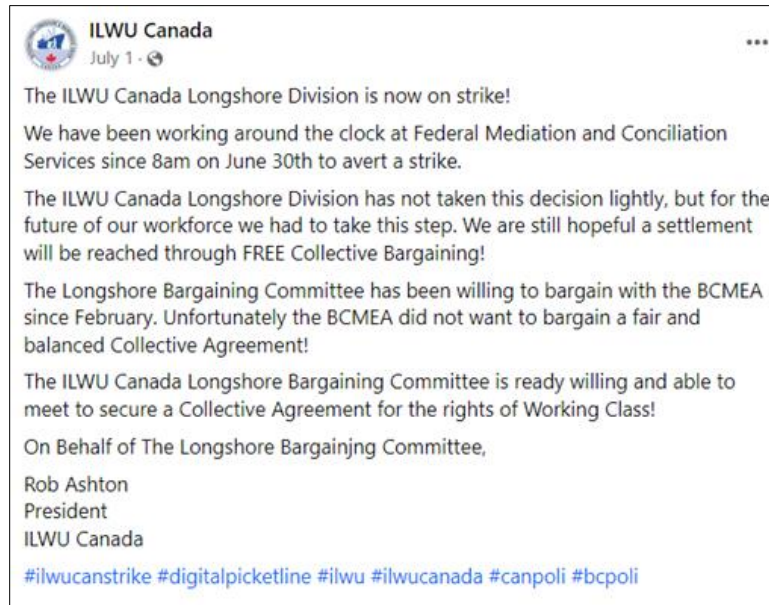 ILWU Canada
July 1 ·
The ILWU Canada Longshore Division is now on strike!
We have been working around the clock at Federal Mediation and Conciliation
Services since 8am on June 30th to avert a strike.
The ILWU Canada Longshore Division has not taken this decision lightly, but for the
future of our workforce we had to take this step. We are still hopeful a settlement
will be reached through FREE Collective Bargaining!
The Longshore Bargaining Committee has been willing to bargain with the BCMEA
since February. Unfortunately the BCMEA did not want to bargain a fair and
balanced Collective Agreement!
The ILWU Canada Longshore Bargaining Committee is ready willing and able to
meet to secure a Collective Agreement for the rights of Working Class!
On Behalf of The Longshore Bargainjng Committee,
Rob Ashton
President
ILWU Canada
#ilwucanstrike #digitalpicketline #ilwu #ilwucanada #canpoli #bcpoli